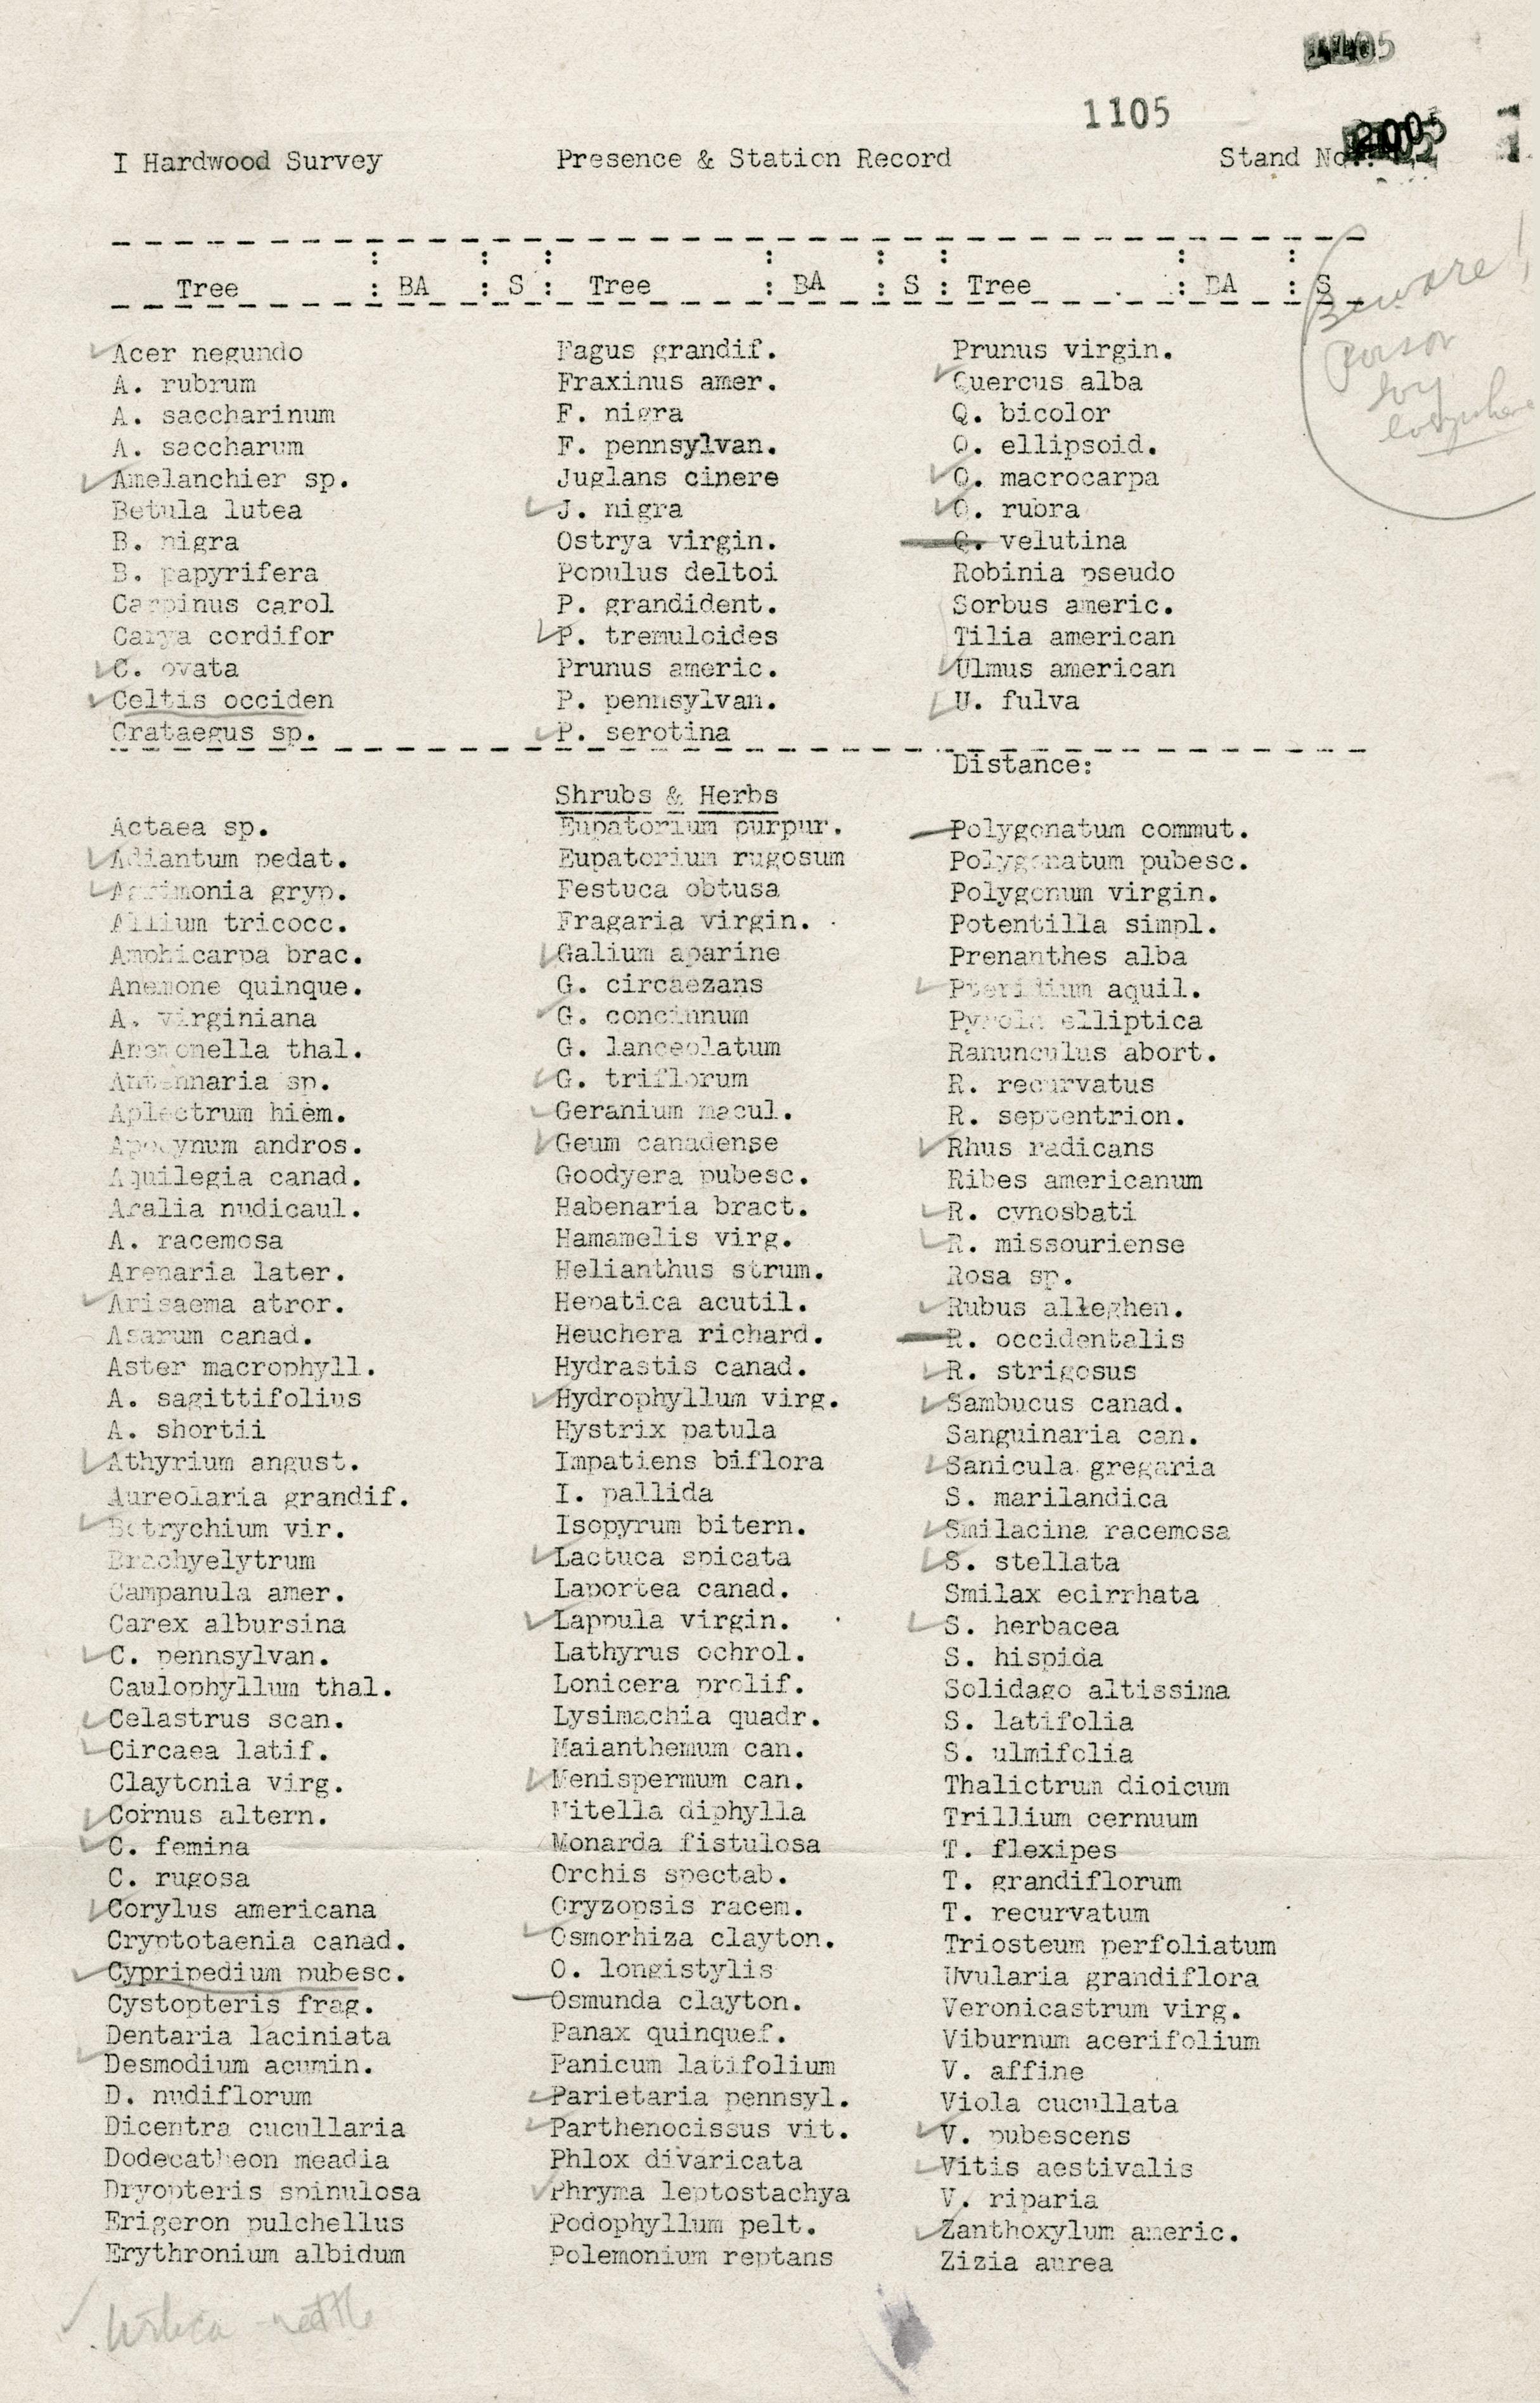 1105
1105
I Hardwood Survey Presence & Station Record Stand No. 2005
Tree : BA : S : Tree : BA : S : Tree : BA : S
Beware!
Poison
Ivy
everywhere
Acer negundo Fagus grandif. Prunus virgin.
A. rubrum Fraxinus amer. Quercus alba
A. saccharinum F. nigra Q. bicolor
A. saccharum F. pennsylvan. Q. ellipsoid.
Amelanchier sp. Juglans cinere Q. macrocarpa
Betula lutea J. nigra Q. rubra
B. nigra Ostrya virgin. Q. velutina
B. papyrifera Populus deltoi Robinia pseudo
Carpinus carol P. grandident. Sorbus americ.
Carya cordifor P. tremuloides Tilia american
C. ovata Prunus americ. Ulmus american
Celtis occiden P. pennsylvan. U. fulva
Crataegus sp. P. serotina
Distance:
Shrubs & Herbs
Actaea sp. Eupatorium purpur. Polygonatum commut.
Adiantum pedat. Eupatorium rugosum Polygonatum pubesc.
Agrimonia gryp. Festuca obtusa Polygonum virgin.
Allium tricocc. Fragaria virgin. Potentilla simpl.
Amphicarpa brac. Galium aparine Prenanthes alba
Anemone quinque. G. circaezans Pteridium aquil.
A. virginiana G. concinnum Pyrola elliptica
Anemonella thal. G. lanceolatum Ranunculus abort.
Antennaria sp. G. triflorum R. recurvatus
Aplectrum hiem. Geranium macul. R. septentrion.
Apocynum andros. Geum canadense Rhus radicans
Aquilegia canad. Goodyera pubesc. Ribes americanum
Aralia nudicaul. Habenaria bract. R. cynosbati
A. racemosa Hamamelis virg. R. missouriense
Arenaria later. Helianthus strum. Rosa sp.
Arisaema atror. Hepatica acutil. Rubus alleghen.
Asarum canad. Heuchera richard. R. occidentalis
Aster macrophyll. Hydrastis canad. R. strigosus
A. sagittifolius Hydrophyllum virg. Sambucus canad.
A. shortii Hystrix patula Sanguinaria can.
Athyrium angust. Impatiens biflora Sanicula gregaria
Aureolaria grandif. I. pallida S. marilandica
Botrychium vir. Isopyrum bitern. Smilacina racemosa
Brachyelytrum Lactuca spicata S. stellata
Campanula amer. Laportea canad. Smilax ecirrhata
Carex albursina Lappula virgin. S. herbacea
C. pennsylvan. Lathyrus ochrol. S. hispida
Caulophyllum thal. Lonicera prolif. Solidago altissima
Celastrus scan. Lysimachia quadr. S. latifolia
Circaea latif. Maianthemum can. S. ulmifolia
Claytonia virg. Menispermum can. Thalictrum dioicum
Cornus altern. Mitella diphylla Trillium cernuum
C. femina Monarda fistulosa T. flexipes
C. rugosa Orchis spectab. T. grandiflorum
Corylus americana Oryzopsis racem. T. recurvatum
Cryptotaenia canad. Osmorhiza clayton. Triosteum perfoliatum
Cypripedium pubesc. O. longistylis Uvularia grandiflora
Cystopteris frag. Osmunda clayton. Veronicastrum virg.
Dentaria laciniata Panax quinquef. Viburnum acerifolium
Desmodium acumin. Panicum latifolium V. affine
D. nudiflorum Parietaria pennsyl. Viola cucullata
Dicentra cucullaria Parthenocissus vit. V. pubescens
Dodecatheon meadia Phlox divaricata Vitis aestivalis
Dryopteris spinulosa Phryma leptostachya V. riparia
Erigeron pulchellus Podophyllum pelt. Zanthoxylum americ.
Erythronium albidum Polemonium reptans Zizia aurea
Urtica nettle